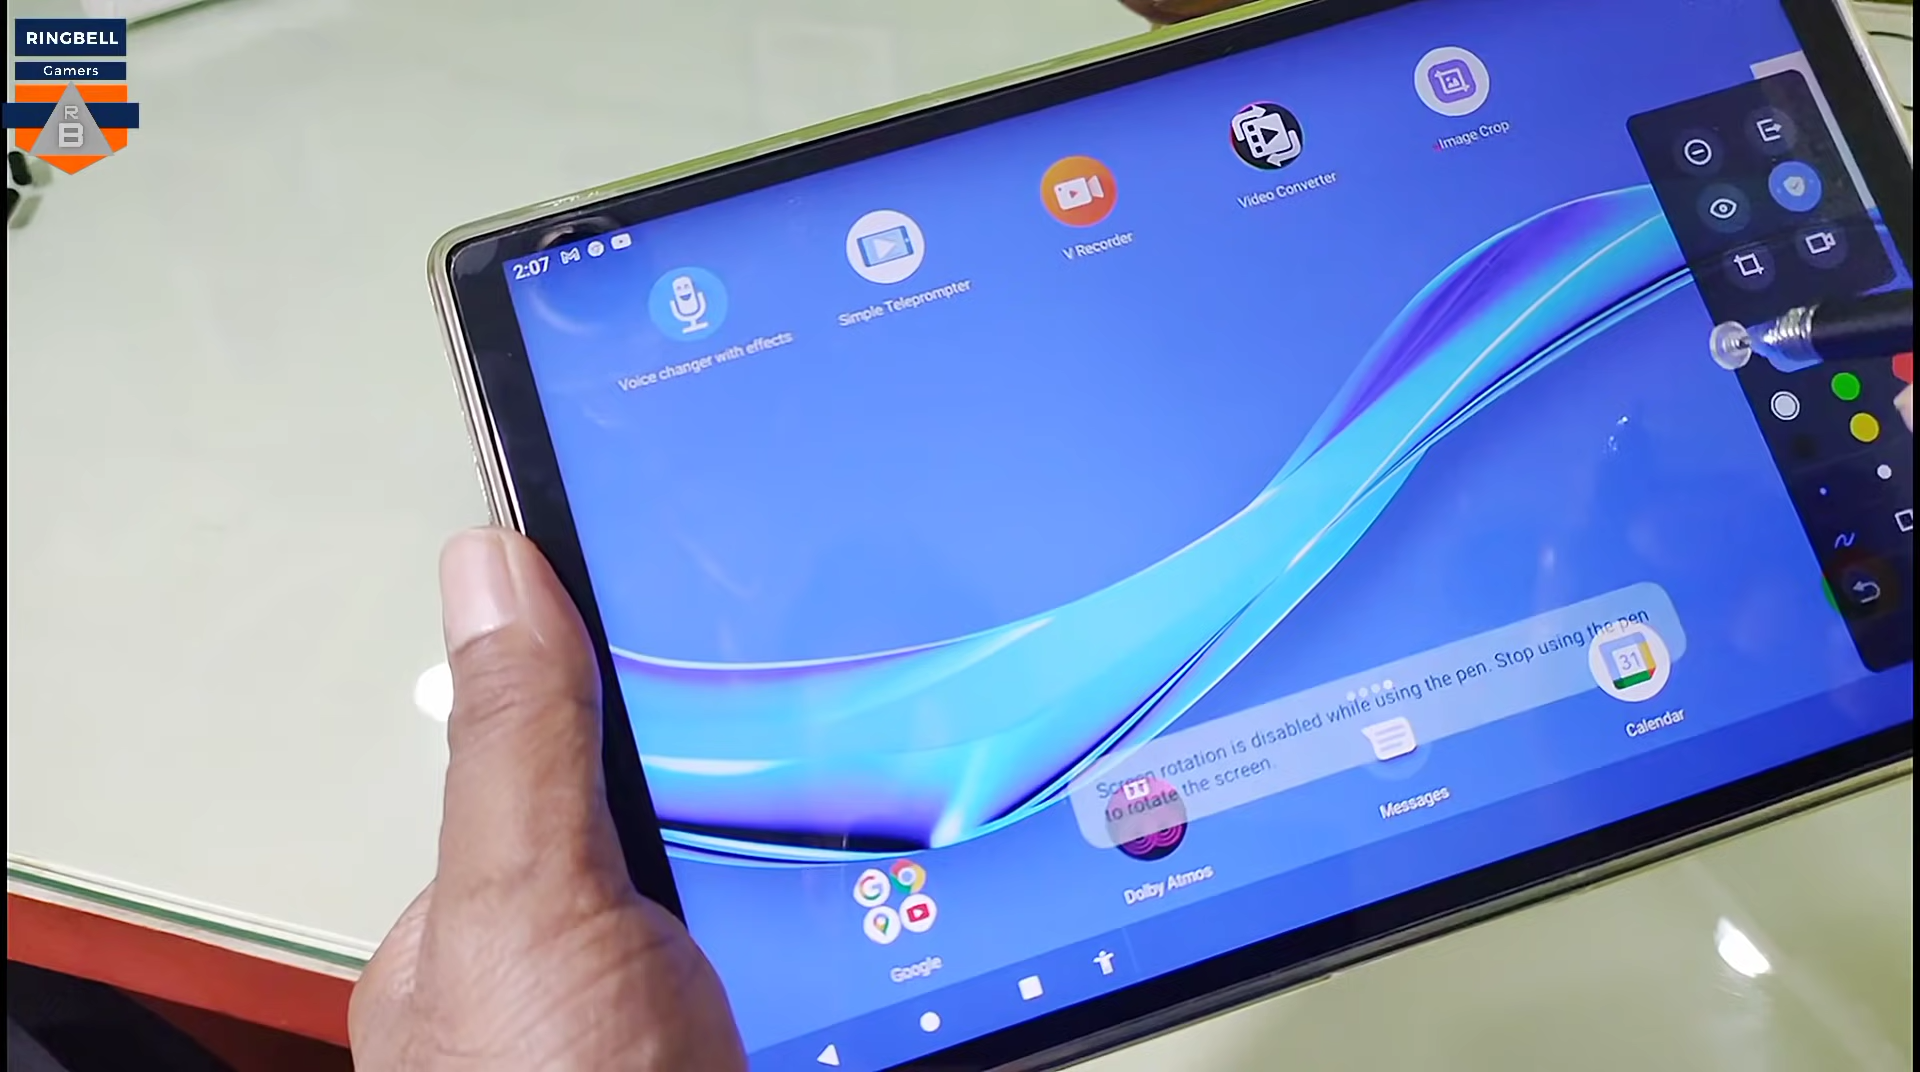 RINGBELL
Gamers
R
B
2:07
Voice changer with effects
Simple Teleprompter
V Recorder
Video Converter
Image Crop
Screen rotation is disabled while using the pen. Stop using the pen
to rotate the screen.
31
Google
Dolby Atmos
Messages
Calendar